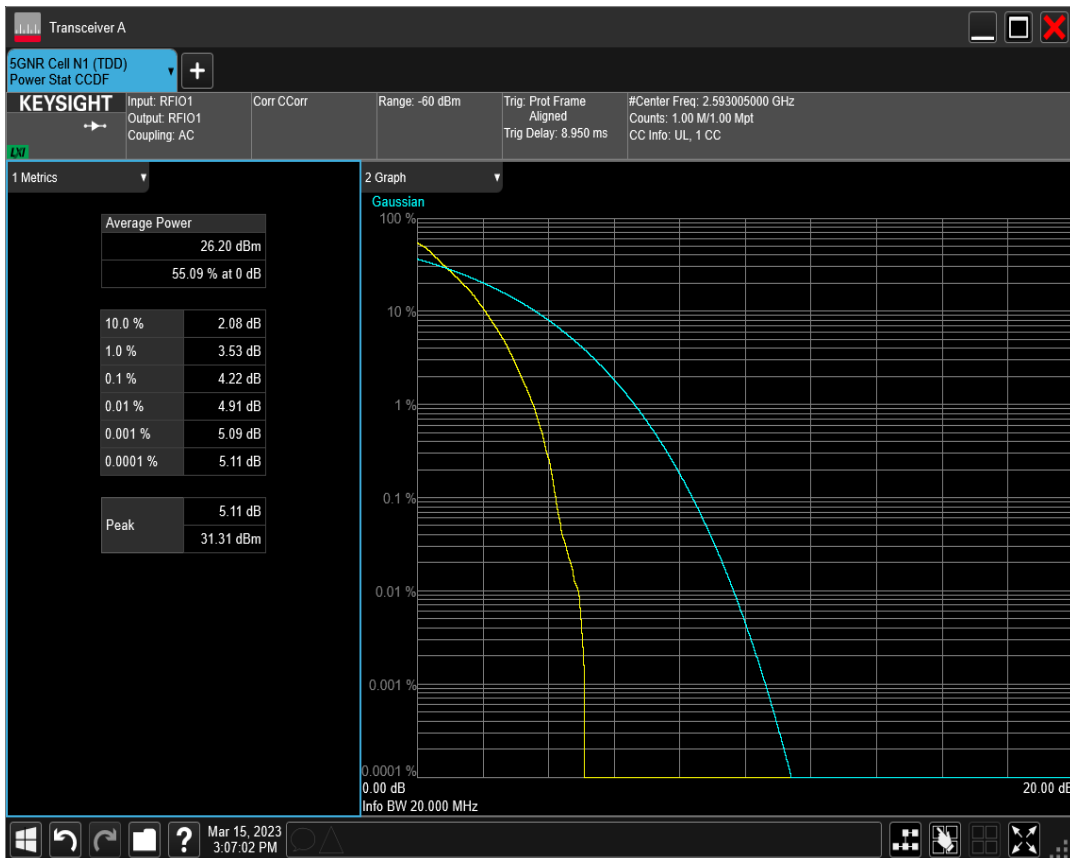 Transceiver A
5GNR Cell N1 (TDD)
Power Stat CCDF
KEYSIGHT
LXI
Input: RFIO1
Output: RFIO1
Coupling: AC
Corr CCorr
Range: -60 dBm
Trig: Prot Frame
Aligned
Trig Delay: 8.950 ms
#Center Freq: 2.593005000 GHz
Counts: 1.00 M/1.00 Mpt
CC Info: UL, 1 CC
1 Metrics
Average Power
26.20 dBm
55.09 % at 0 dB
10.0 % 2.08 dB
1.0 % 3.53 dB
0.1 % 4.22 dB
0.01 % 4.91 dB
0.001 % 5.09 dB
0.0001 % 5.11 dB
Peak
5.11 dB
31.31 dBm
2 Graph
Gaussian
100 %
10 %
1 %
0.1 %
0.01 %
0.001 %
0.0001 %
0.00 dB 20.00 dB
Info BW 20.000 MHz
?
Mar 15, 2023
3:07:02 PM